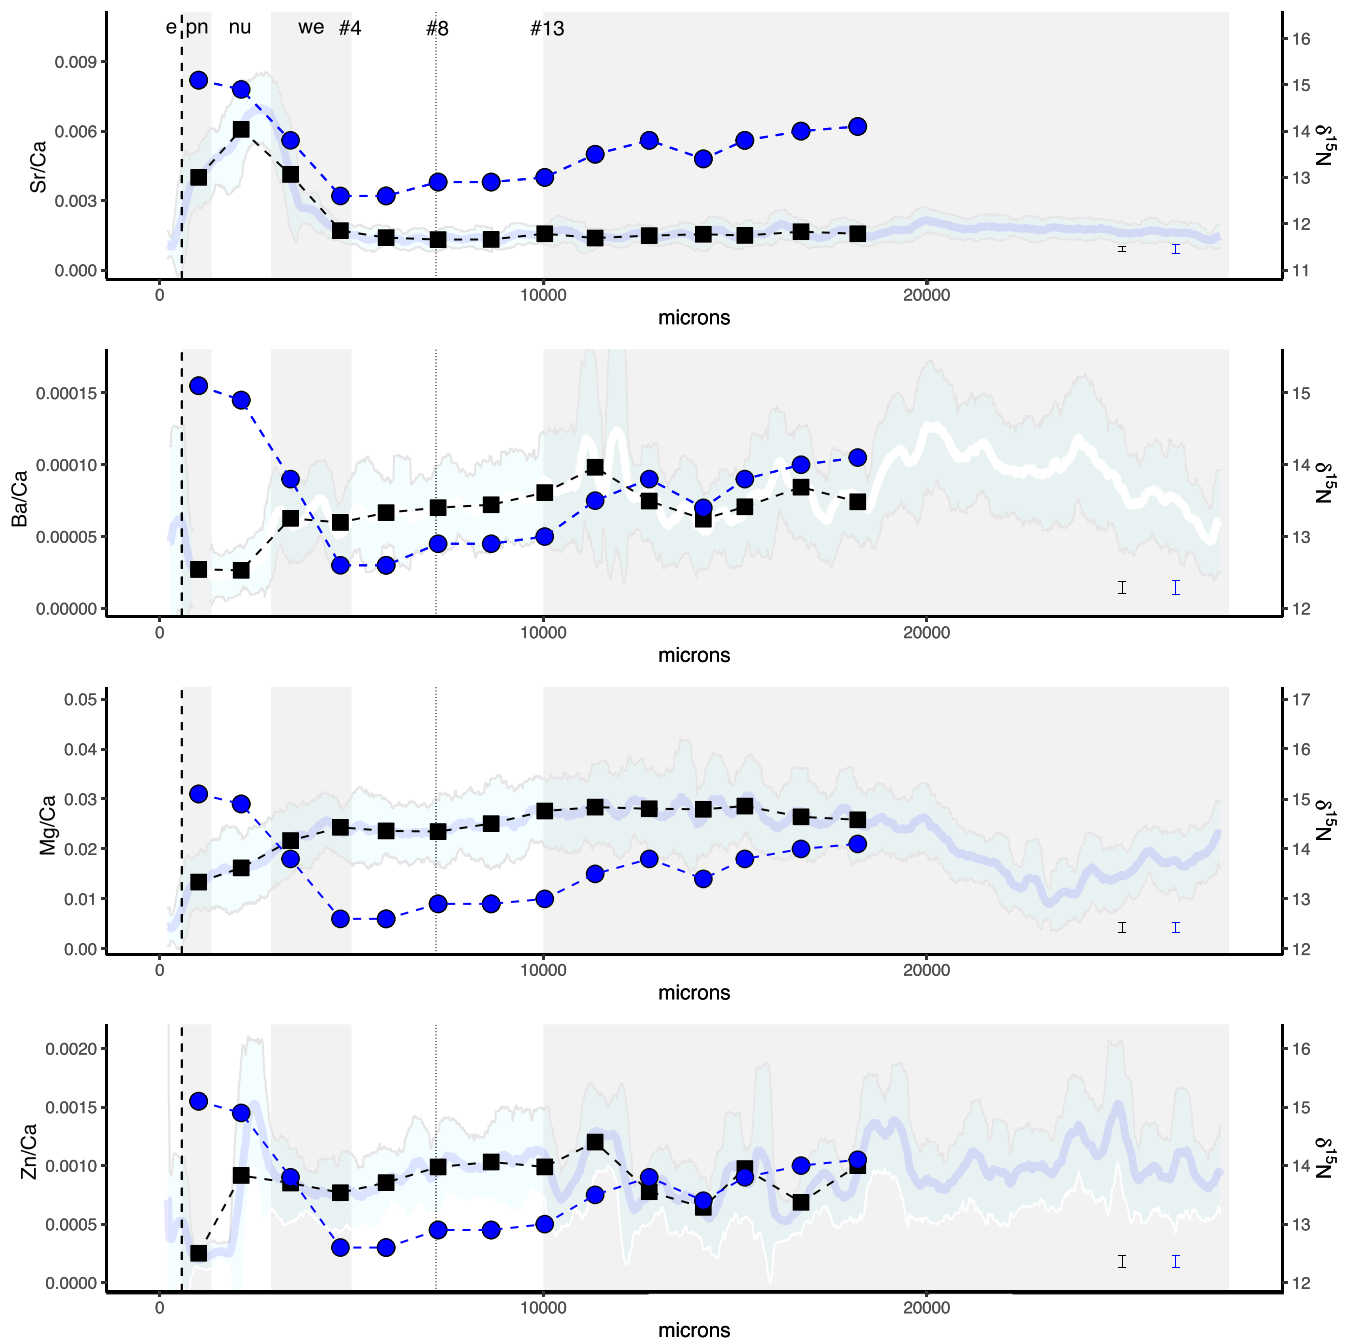 e pn nu we #4 #8 #13
Sr/Ca
0.009
0.006
0.003
0.000
16
15
14
13
12
11
δ15N
0 10000 20000
microns
Ba/Ca
0.00015
0.00010
0.00005
0.00000
15
14
13
12
δ15N
0 10000 20000
microns
Mg/Ca
0.05
0.04
0.03
0.02
0.01
0.00
17
16
15
14
13
12
δ15N
0 10000 20000
microns
Zn/Ca
0.0020
0.0015
0.0010
0.0005
0.0000
16
15
14
13
12
δ15N
0 10000 20000
microns